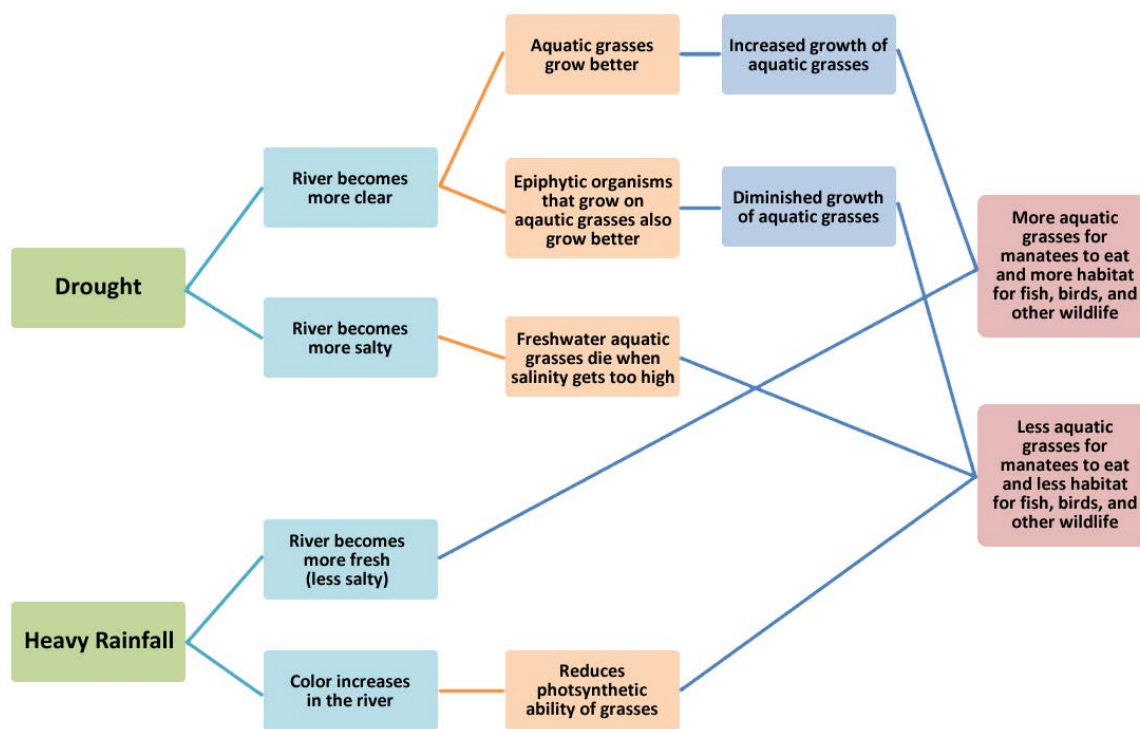 Aquatic grasses
grow better
Increased growth of
aquatic grasses
River becomes
more clear
Epiphytic organisms
that grow on
aqautic grasses also
grow better
Diminished growth
of aquatic grasses
More aquatic
grasses for
manatees to eat
and more habitat
for fish, birds, and
other wildlife
Drought
River becomes
more salty
Freshwater aquatic
grasses die when
salinity gets too high
Less aquatic
grasses for
manatees to eat
and less habitat
for fish, birds, and
other wildlife
River becomes
more fresh
(less salty)
Heavy Rainfall
Color increases
in the river
Reduces
photsynthetic
ability of grasses